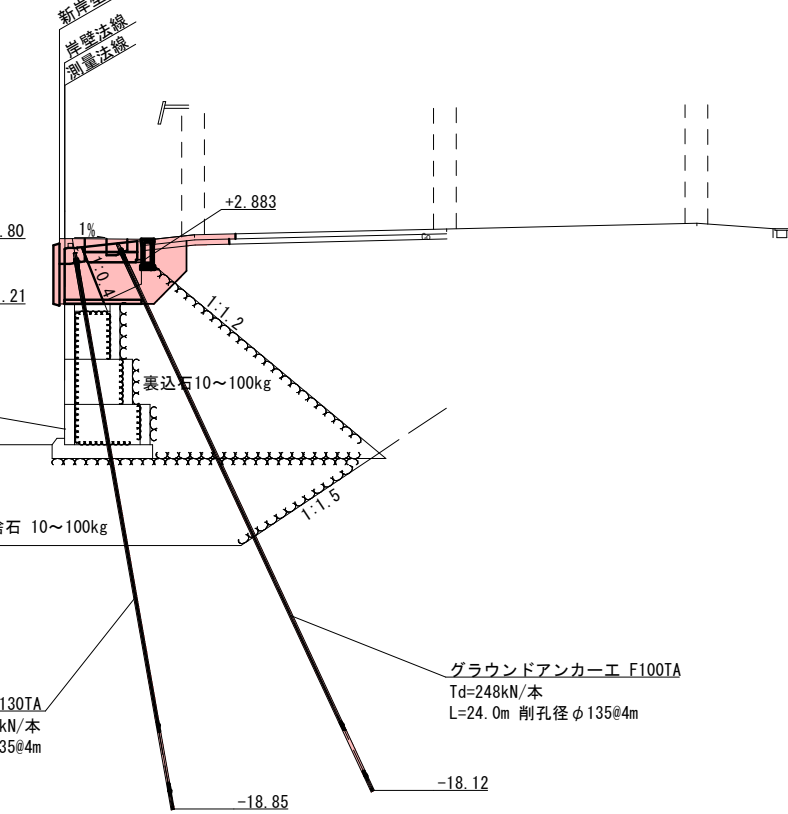 新岸壁
岸壁法線
測量法線
+2.883
1%
.80
1:0.4
.21
1:1.2
裏込石10～100kg
1:1.5
石 10～100kg
グラウンドアンカー工 F100TA
Td=248kN/本
L=24.0m 削孔径φ135@4m
130TA
kN/本
35@4m
-18.12
-18.85